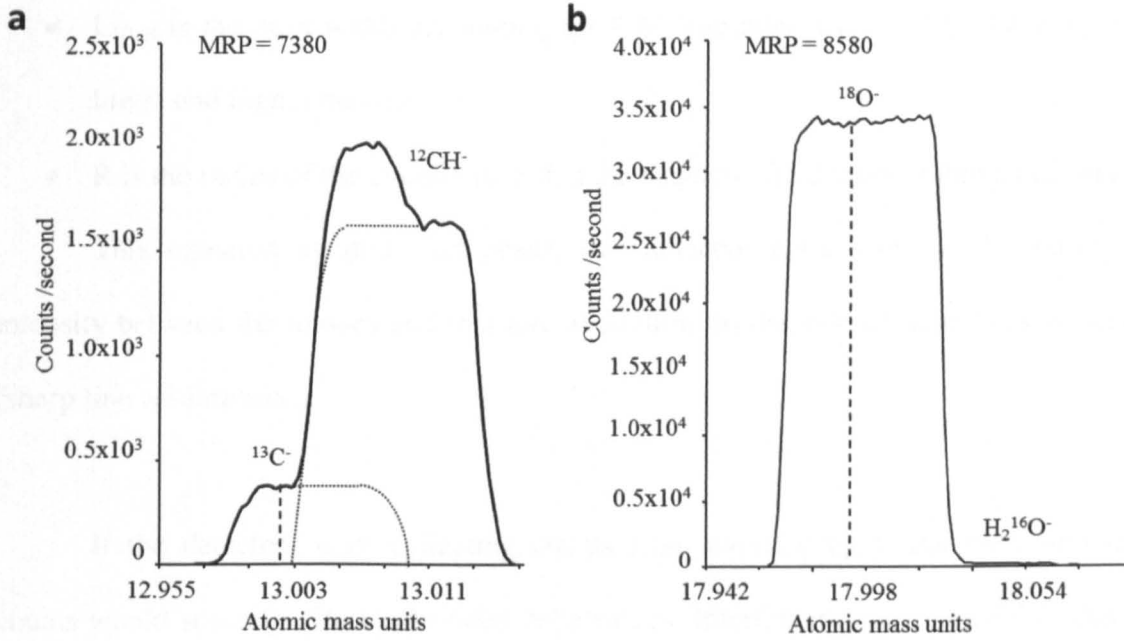 a
MRP = 7380
2.5x10³
2.0x10³
1.5x10³
1.0x10³
0.5x10³
0
Counts /second
¹²CH⁻
¹³C⁻
12.955 13.003 13.011
Atomic mass units
b
MRP = 8580
4.0x10⁴
3.5x10⁴
3.0x10⁴
2.5x10⁴
2.0x10⁴
1.5x10⁴
1.0x10⁴
0.5x10⁴
0
Counts/second
¹⁸O⁻
H₂¹⁶O⁻
17.942 17.998 18.054
Atomic mass units